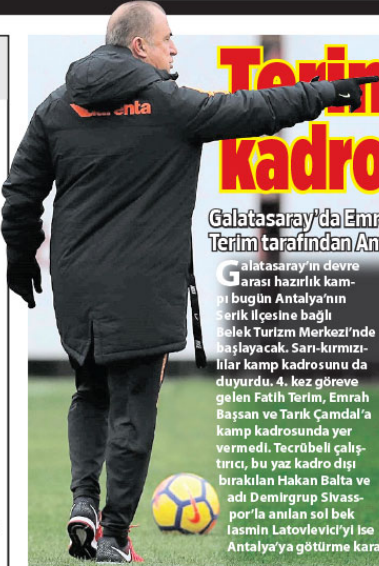 Terim
kadro
Galatasaray'da Emr
Terim tarafından An
Galatasaray'ın devre
arası hazırlık kam-
pı bugün Antalya'nın
Serik ilçesine bağlı
Belek Turizm Merkezi'nde
başlayacak. Sarı-kırmızı-
lılar kamp kadrosunu da
duyurdu. 4. kez göreve
gelen Fatih Terim, Emrah
Başsan ve Tarık Çamdal'a
kamp kadrosunda yer
vermedi. Tecrübeli çalış-
tırıcı, bu yaz kadro dışı
bırakılan Hakan Balta ve
adı Demirgrup Sivass-
por'la anılan sol bek
Iasmin Latovlevici'yi ise
Antalya'ya götürme kara